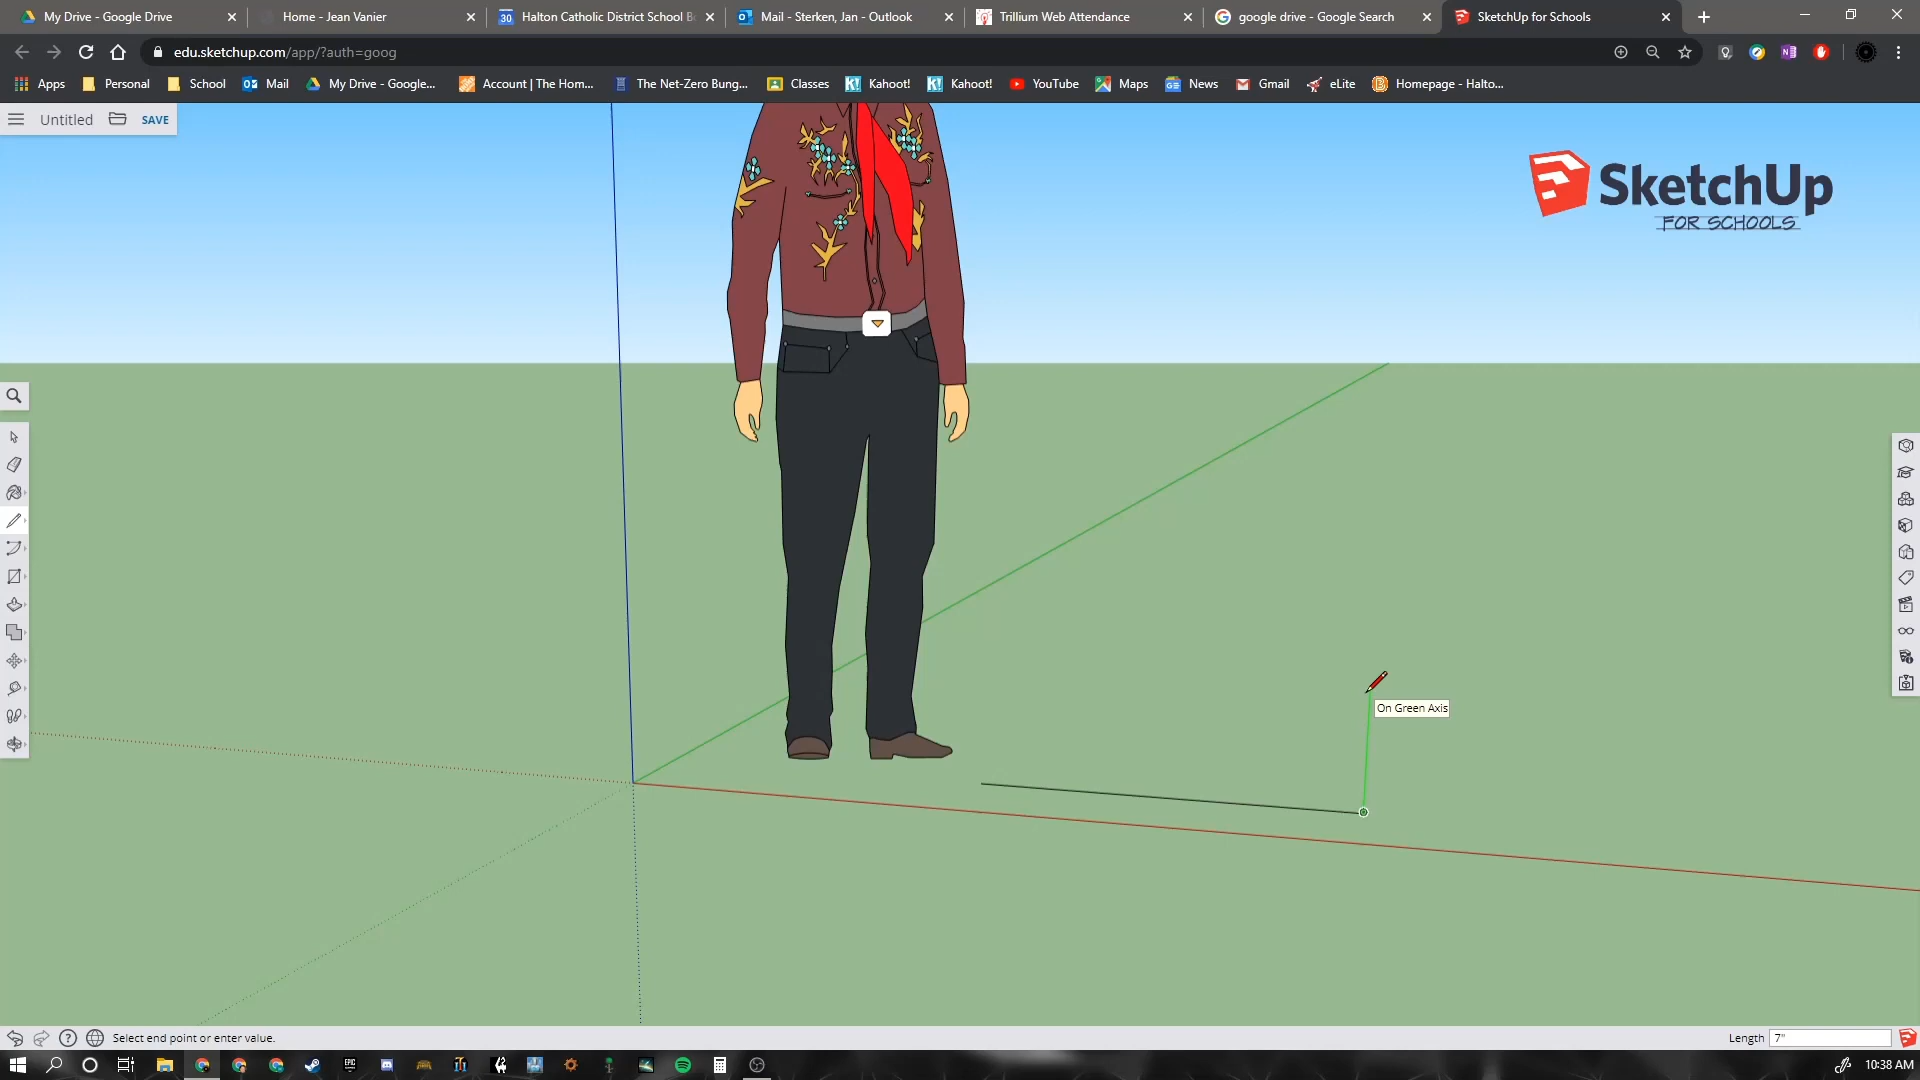 My Drive - Google Drive
Home - Jean Vanier
30
Halton Catholic District School B
Mail - Sterken, Jan - Outlook
Trillium Web Attendance
google drive - Google Search
SketchUp for Schools
edu.sketchup.com/app/?auth=goog
Apps
Personal
School
Mail
My Drive - Google...
Account | The Hom...
The Net-Zero Bung...
Classes
K! Kahoot!
K! Kahoot!
YouTube
Maps
News
Gmail
eLite
Homepage - Halto...
Untitled
SAVE
SketchUp
FOR SCHOOLS
On Green Axis
Select end point or enter value.
Length
7"
EPIC
10:38 AM